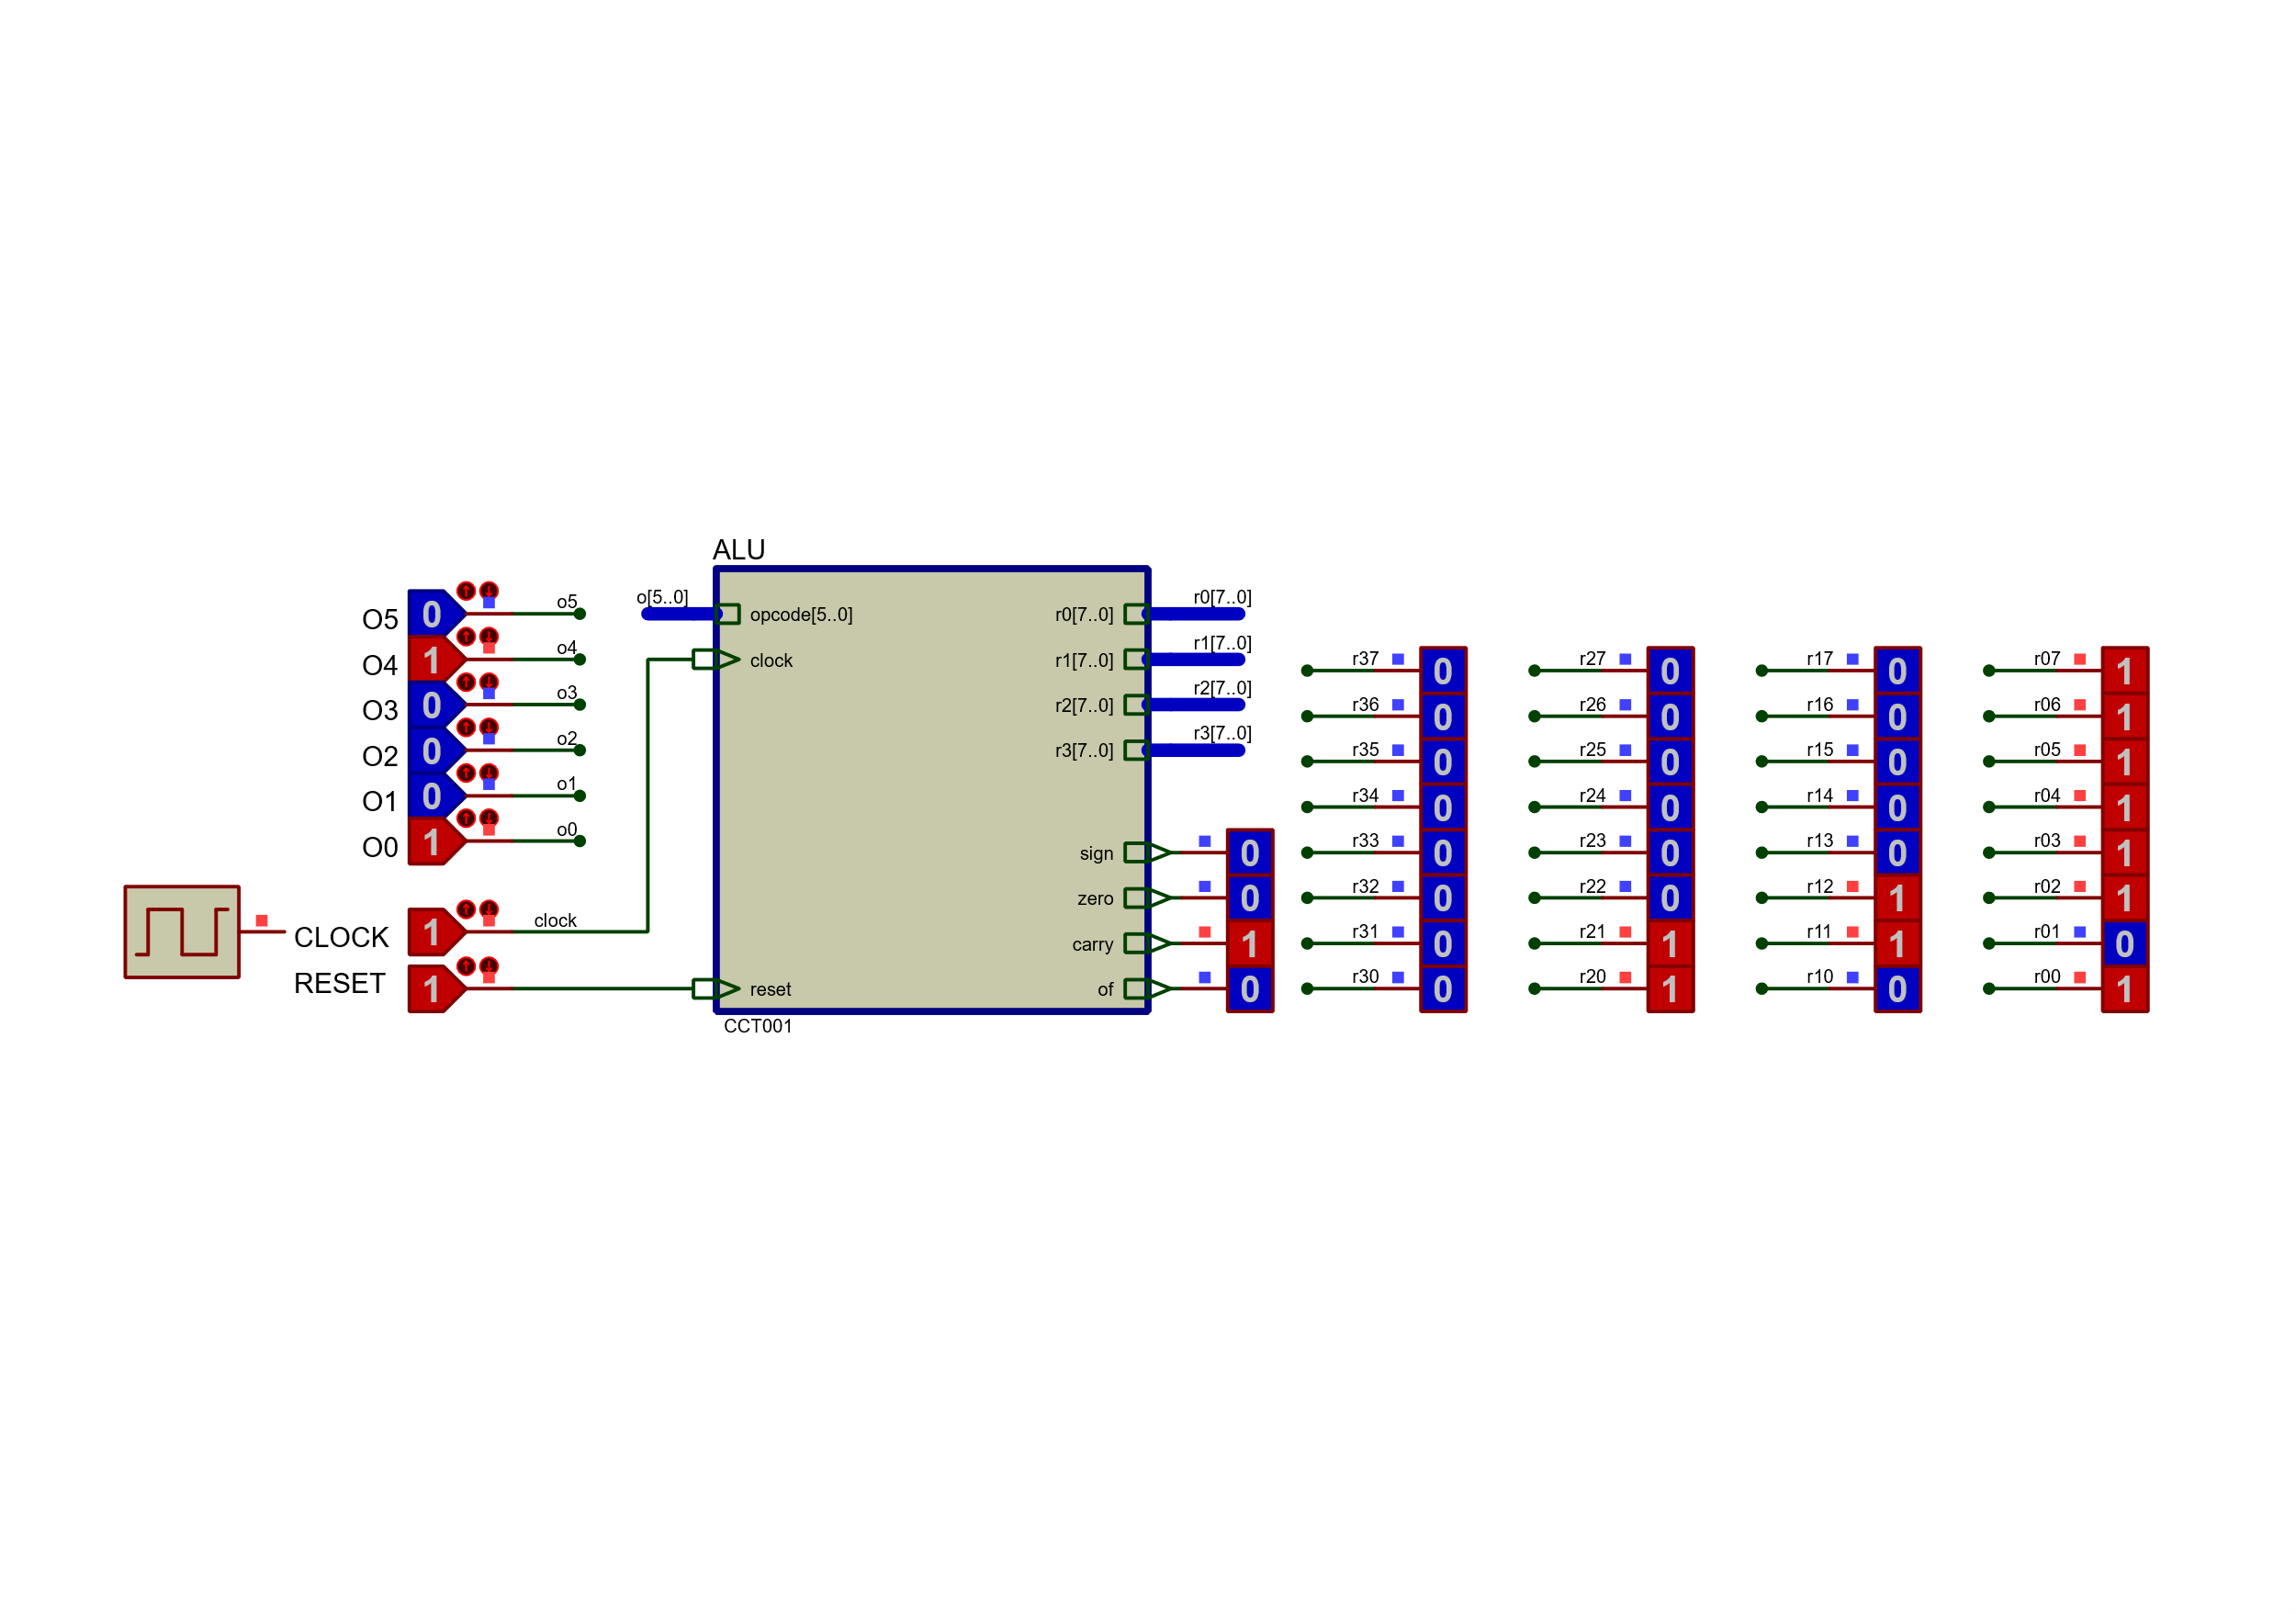 ALU
O5 0 o5
O4 1 o4
O3 0 o3
O2 0 o2
O1 0 o1
O0 1 o0
CLOCK 1 clock
RESET 1
o[5..0] opcode[5..0] r0[7..0] r0[7..0]
clock r1[7..0] r1[7..0]
r2[7..0] r2[7..0]
r3[7..0] r3[7..0]
sign 0
zero 0
carry 1
reset of 0
CCT001
r37 0 r27 0 r17 0 r07 1
r36 0 r26 0 r16 0 r06 1
r35 0 r25 0 r15 0 r05 1
r34 0 r24 0 r14 0 r04 1
r33 0 r23 0 r13 0 r03 1
r32 0 r22 0 r12 1 r02 1
r31 0 r21 1 r11 1 r01 0
r30 0 r20 1 r10 0 r00 1